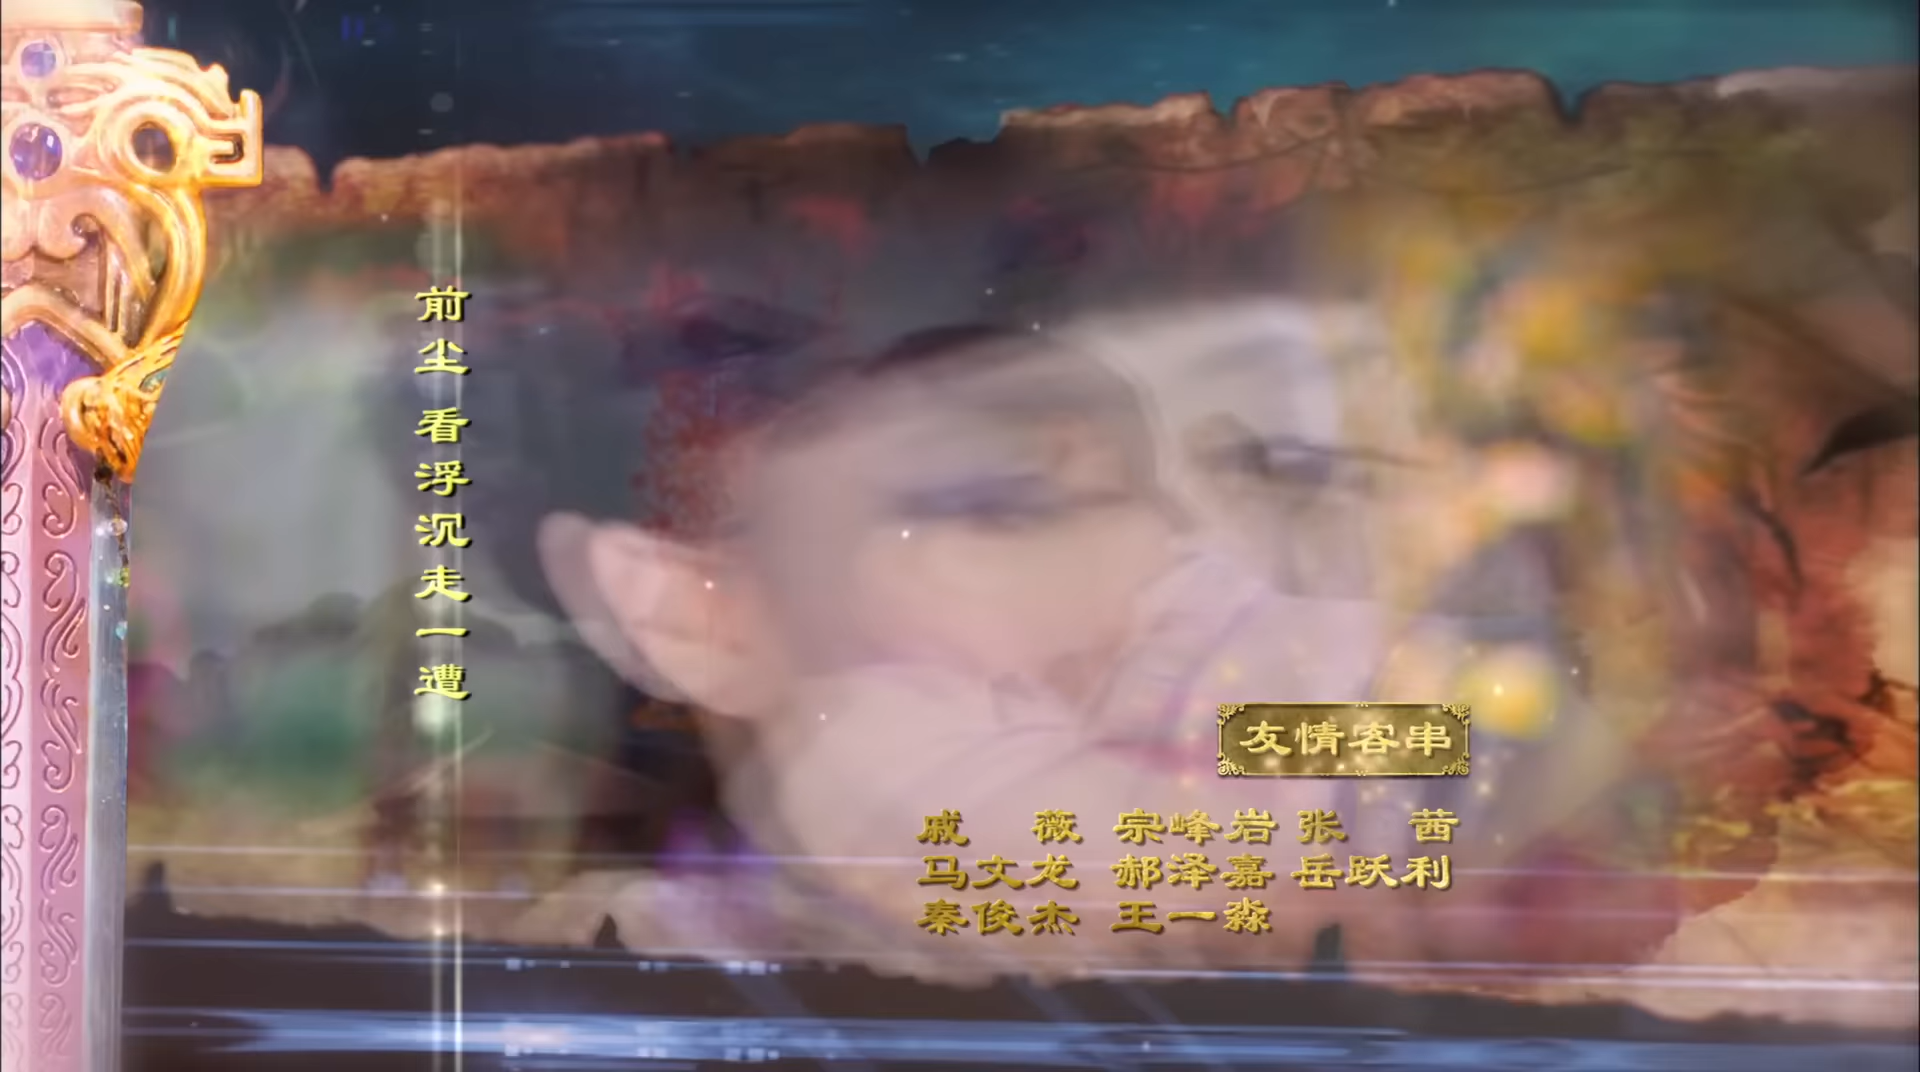 前尘 看浮沉走一遭
友情客串
戚 薇 宗峰岩 张 茜
马文龙 郝泽嘉 岳跃利
秦俊杰 王一淼